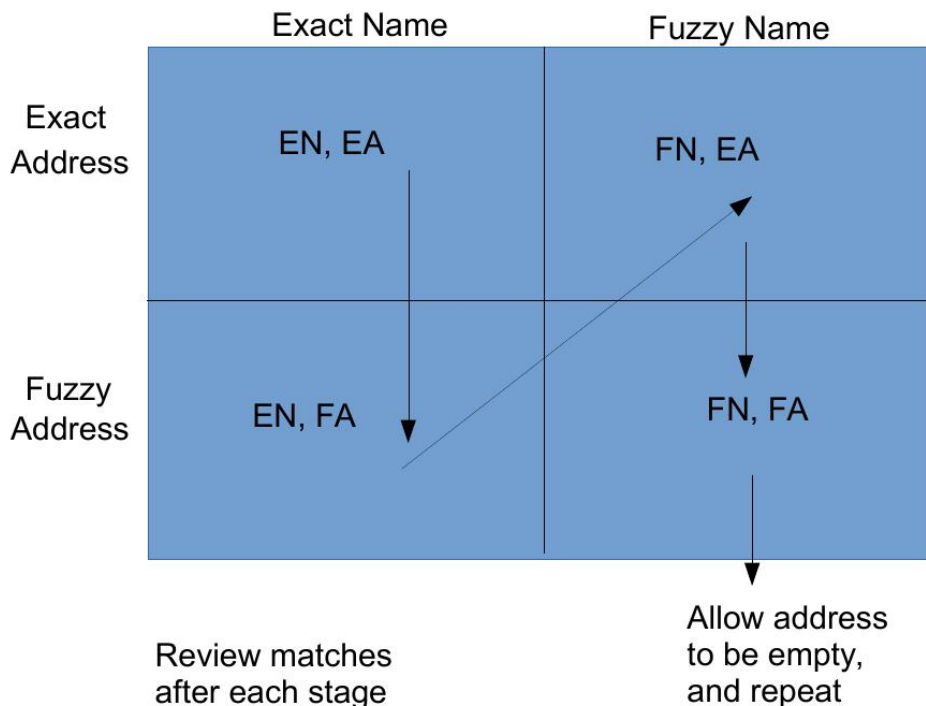 Exact Name
Fuzzy Name
Exact
Address
EN, EA
FN, EA
Fuzzy
Address
EN, FA
FN, FA
Review matches
after each stage
Allow address
to be empty,
and repeat